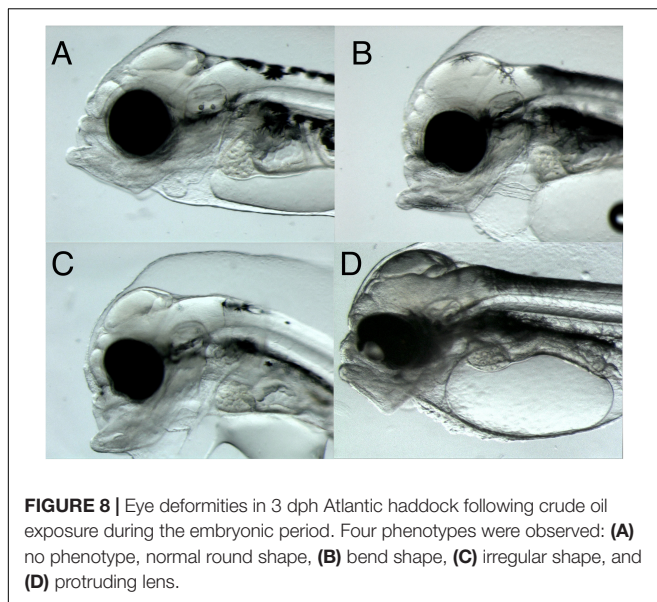 A
B
C
D
FIGURE 8 | Eye deformities in 3 dph Atlantic haddock following crude oil
exposure during the embryonic period. Four phenotypes were observed: (A)
no phenotype, normal round shape, (B) bend shape, (C) irregular shape, and
(D) protruding lens.